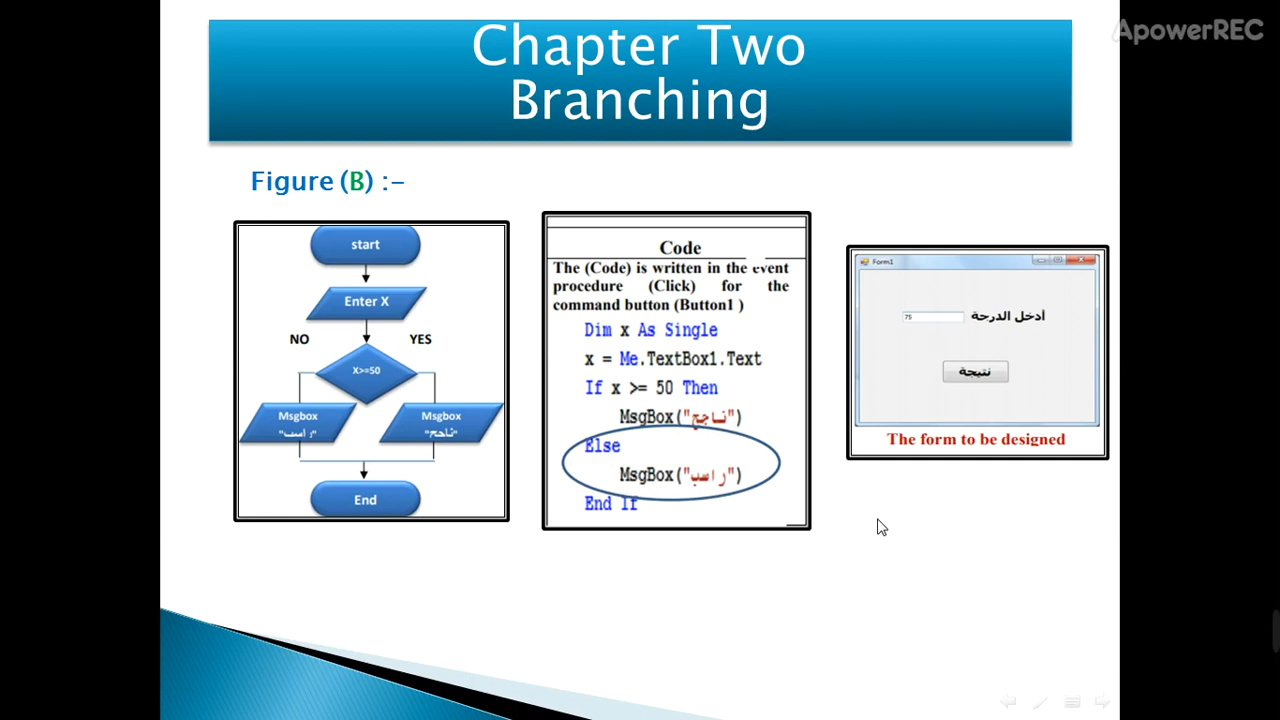 ApowerREC
Chapter Two
Branching
Figure (B) :-
start
Enter X
NO
YES
X>=50
Msgbox
"راسب"
Msgbox
"ناجح"
End
Code
The (Code) is written in the event
procedure (Click) for the
command button (Button1 )
Dim x As Single
x = Me.TextBox1.Text
If x >= 50 Then
MsgBox("ناجح")
Else
MsgBox("راسب")
End If
Form1
75
أدخل الدرجة
نتيجة
The form to be designed